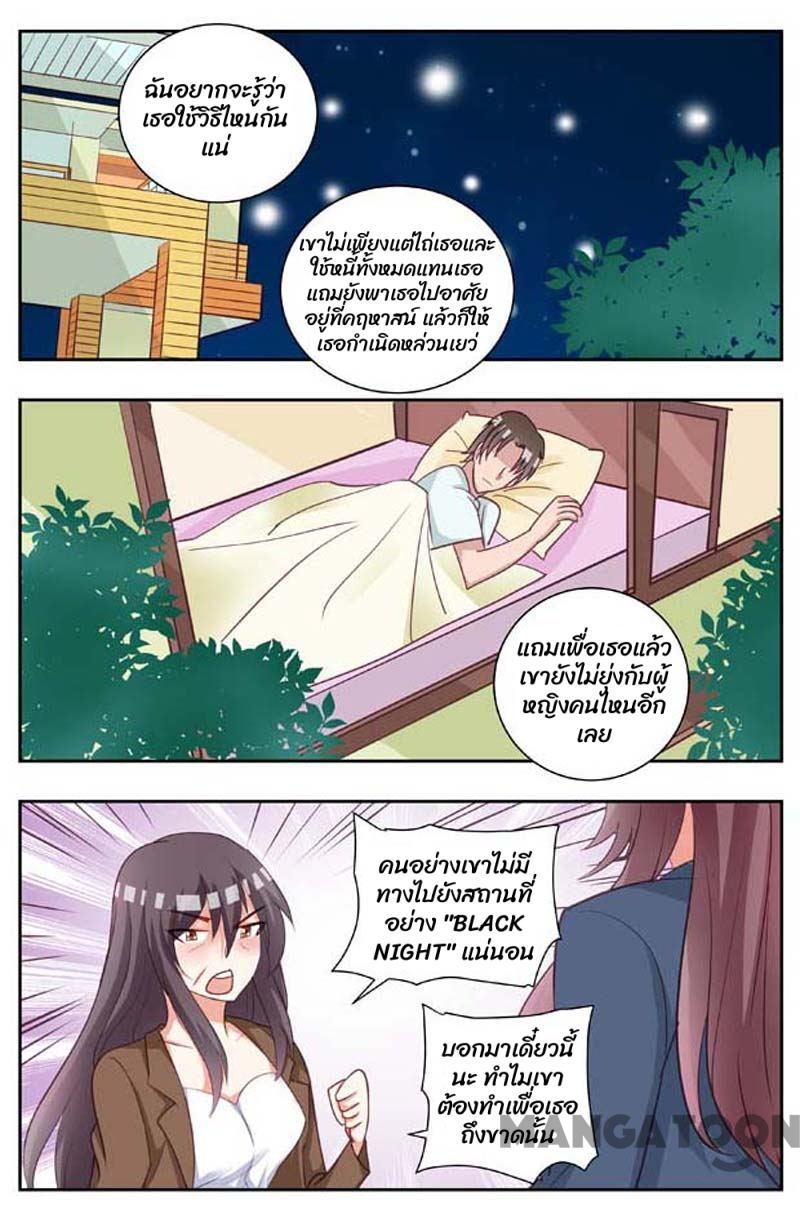 ฉันอยากจะรู้ว่า
เธอใช้วิธีไหนกัน
แน่
เขาไม่เพียงแต่ไถ่เธอและ
ใช้หนี้ทั้งหมดแทนเธอ
แถมยังพาเธอไปอาศัย
อยู่ที่คฤหาสน์ แล้วก็ให้
เธอกำเนิดหล่วนเยว่
แถมเพื่อเธอแล้ว
เขายังไม่ยุ่งกับผู้
หญิงคนไหนอีก
เลย
คนอย่างเขาไม่มี
ทางไปยังสถานที่
อย่าง "BLACK
NIGHT" แน่นอน
บอกมาเดี๋ยวนี้
นะ ทำไมเขา
ต้องทำเพื่อเธอ
ถึงขาดนั้น
MANGATOON